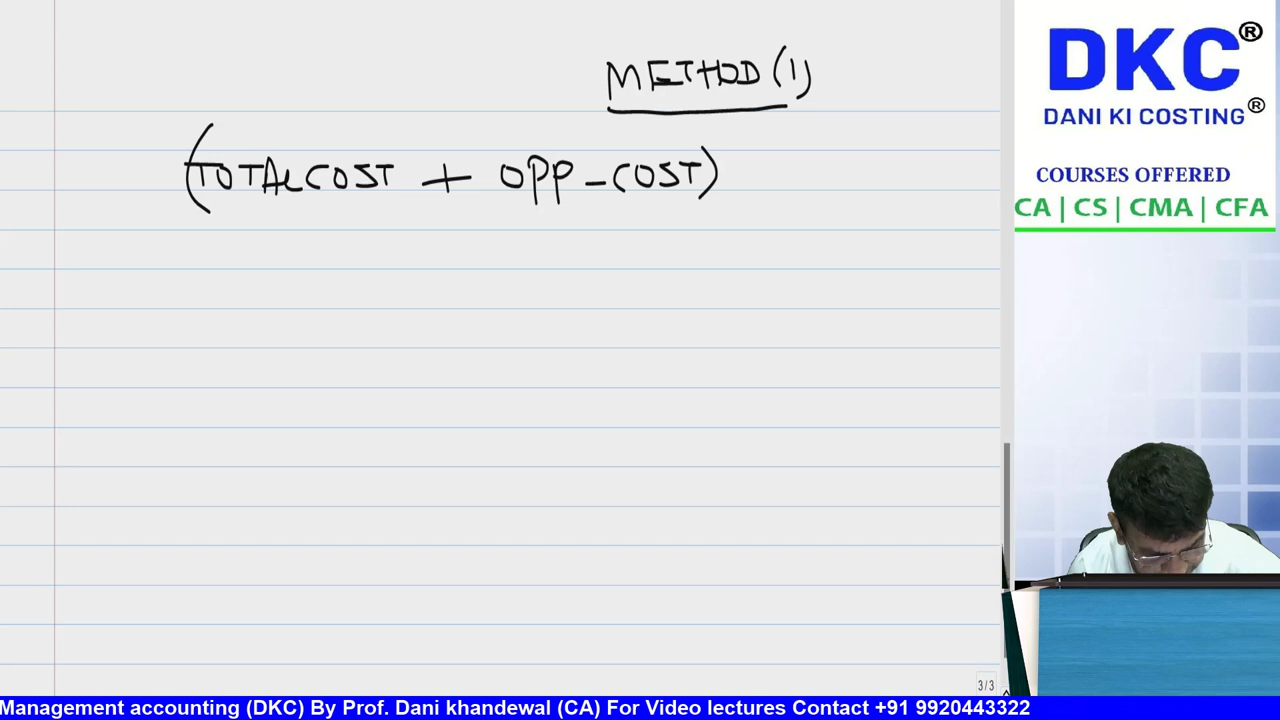 METHOD (1)
(TOTAL COST + OPP-COST)
3/3
DKC®
DANI KI COSTING®
COURSES OFFERED
CA | CS | CMA | CFA
Management accounting (DKC) By Prof. Dani khandewal (CA) For Video lectures Contact +91 9920443322